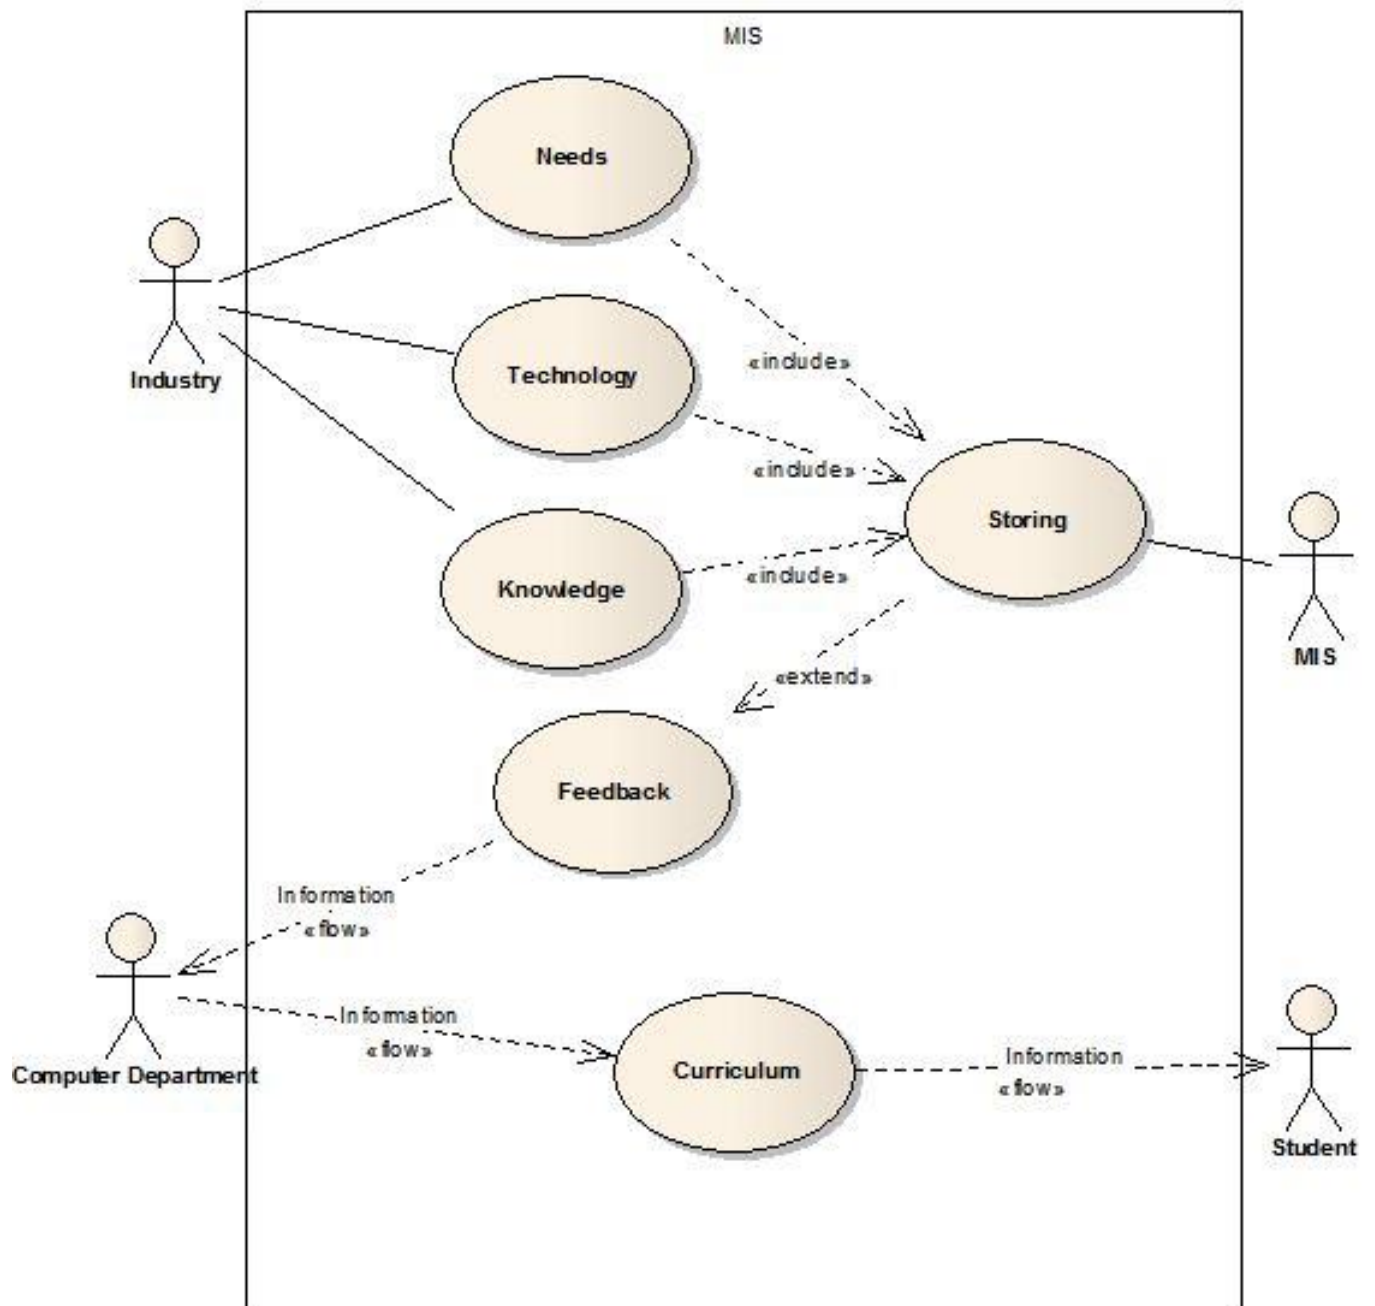 MIS
Needs
Industry
Technology
«include»
«include»
Storing
Knowledge
«include»
MIS
«extend»
Feedback
Information
«flow»
Computer Department
Information
«flow»
Curriculum
Information
«flow»
Student